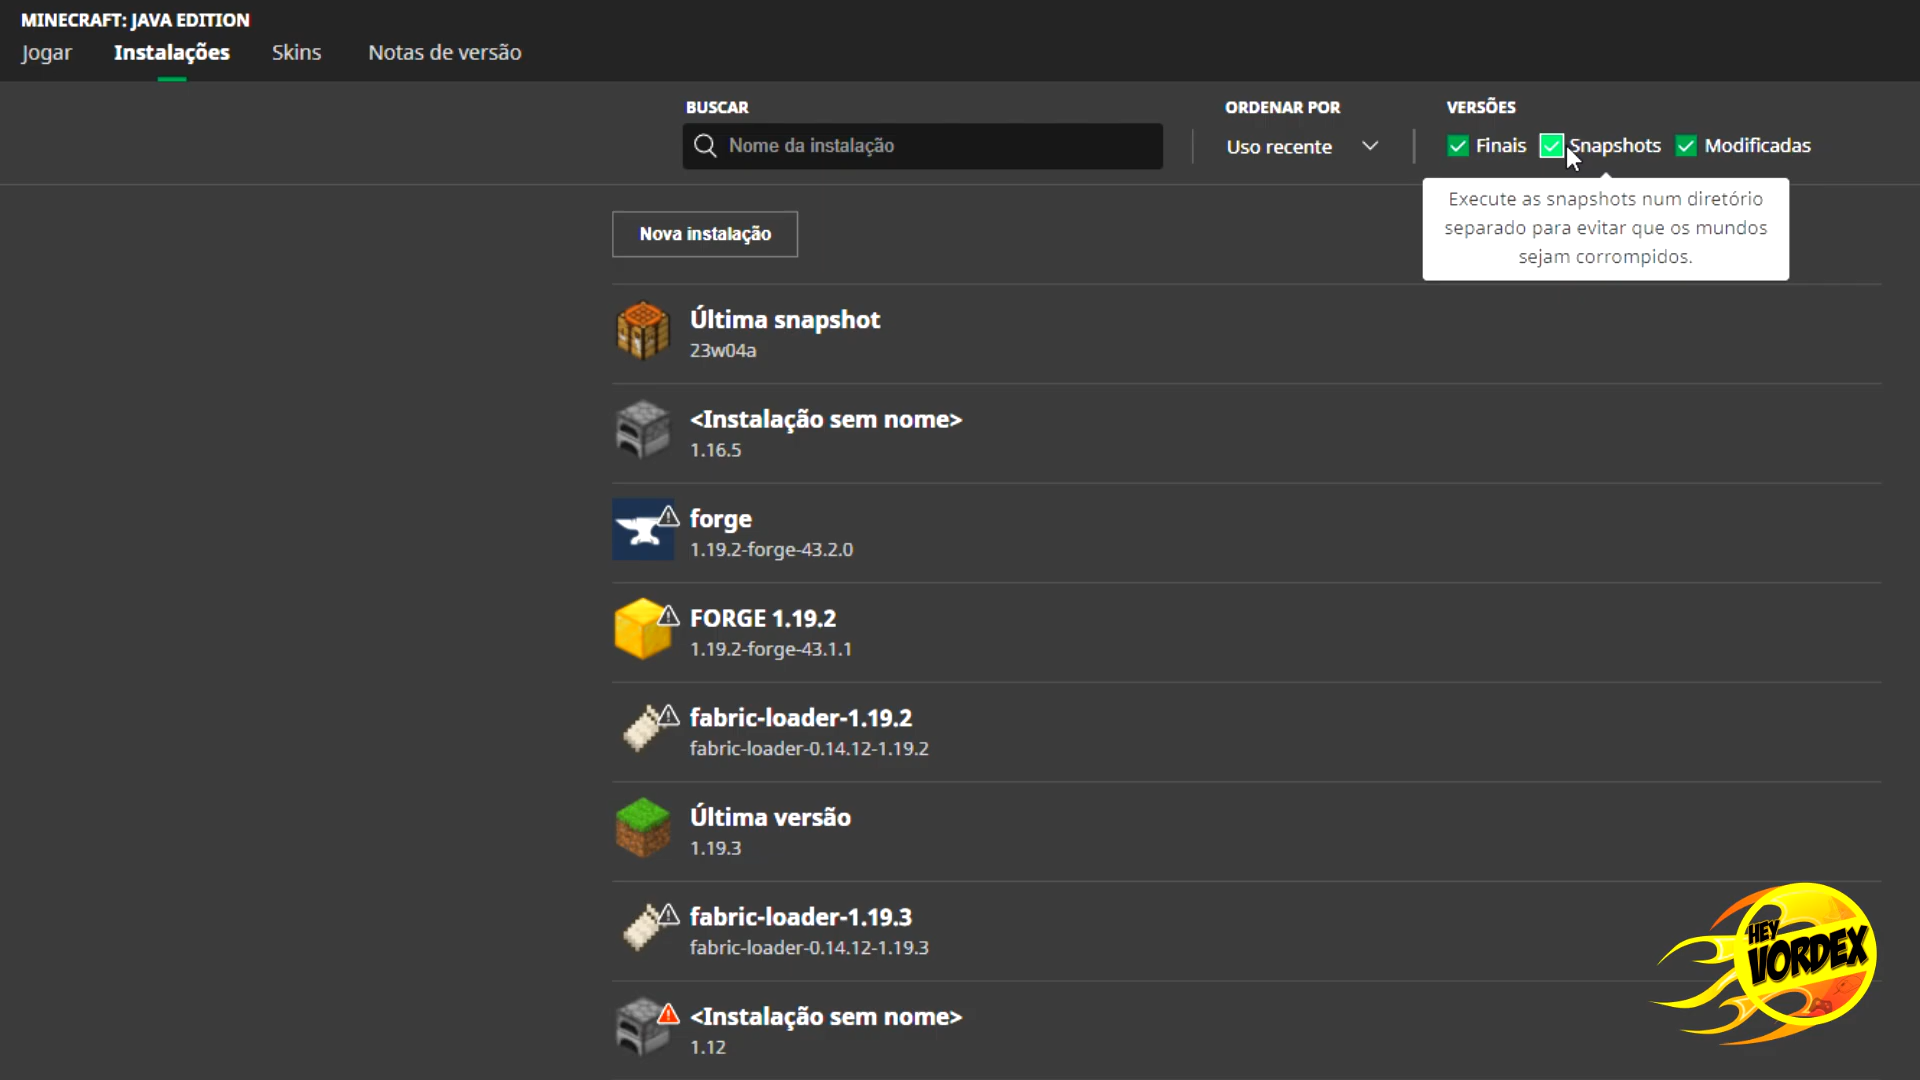 MINECRAFT: JAVA EDITION
Jogar Instalações Skins Notas de versão
BUSCAR
Nome da instalação
ORDENAR POR
Uso recente
VERSÕES
Finais Snapshots Modificadas
Execute as snapshots num diretório
separado para evitar que os mundos
sejam corrompidos.
Nova instalação
Última snapshot
23w04a
<Instalação sem nome>
1.16.5
forge
1.19.2-forge-43.2.0
FORGE 1.19.2
1.19.2-forge-43.1.1
fabric-loader-1.19.2
fabric-loader-0.14.12-1.19.2
Última versão
1.19.3
fabric-loader-1.19.3
fabric-loader-0.14.12-1.19.3
<Instalação sem nome>
1.12
HEY
VORDEX